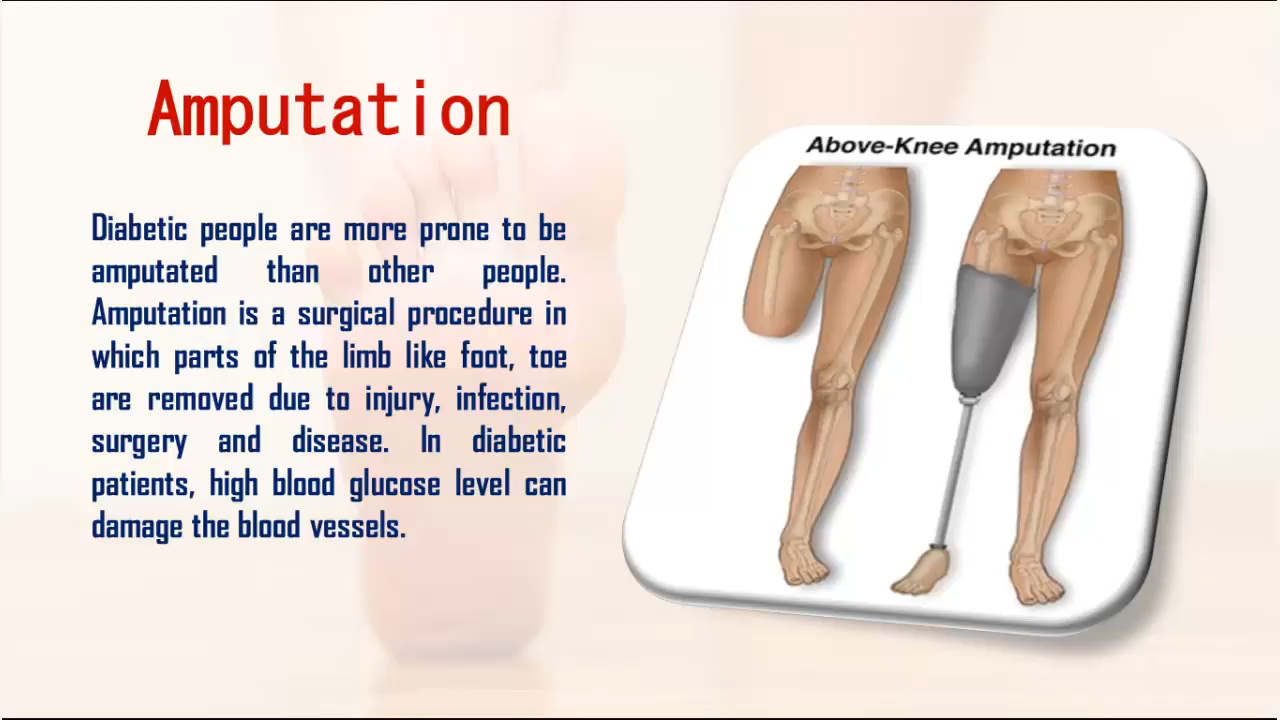 Amputation
Diabetic people are more prone to be
amputated than other people.
Amputation is a surgical procedure in
which parts of the limb like foot, toe
are removed due to injury, infection,
surgery and disease. In diabetic
patients, high blood glucose level can
damage the blood vessels.
Above-Knee Amputation